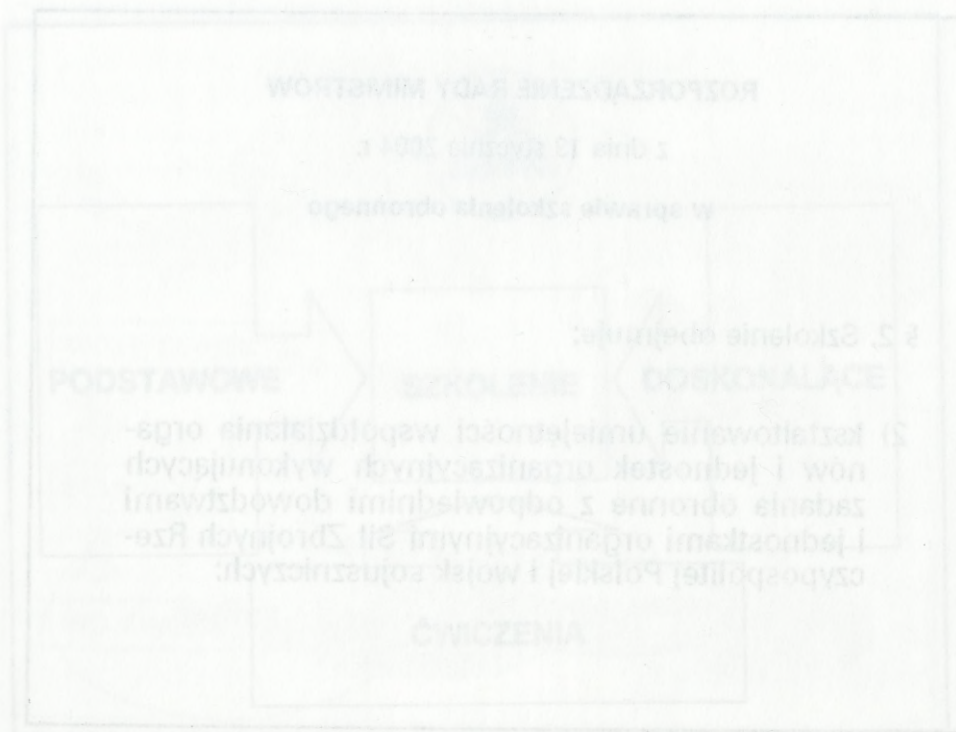 ROZPORZĄDZENIE RADY MINISTRÓW
z dnia 13 stycznia 2004 r.
w sprawie szkolenia obronnego
§ 2. Szkolenie obejmuje:
PODSTAWOWE SZKOLENIE DOSKONALĄCE
2) kształtowanie umiejętności współdziałania orga-
nów i jednostek organizacyjnych wykonujących
zadania obronne z odpowiednimi dowództwami
i jednostkami organizacyjnymi Sił Zbrojnych Rze-
czypospolitej Polskiej i wojsk sojuszniczych;
ĆWICZENIA